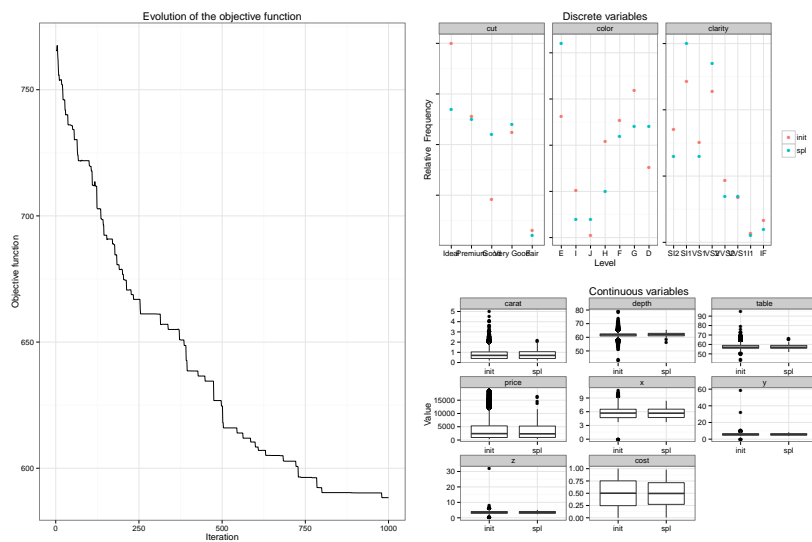 Evolution of the objective function
Objective function
750
700
650
600
0
250
500
750
1000
Iteration
Discrete variables
cut
color
clarity
Relative Frequency
Ideal Premium Good Very Good Fair
E I J H F G D
SI2 SI1 VS1 VS2 VVS2 VVS1 I1 IF
Level
init
spl
Continuous variables
Value
carat
5
4
3
2
1
0
init spl
depth
80
70
60
50
init spl
table
90
80
70
60
50
init spl
price
15000
10000
5000
0
init spl
x
9
6
3
0
init spl
y
60
40
20
0
init spl
z
30
20
10
0
init spl
cost
1.00
0.75
0.50
0.25
0.00
init spl